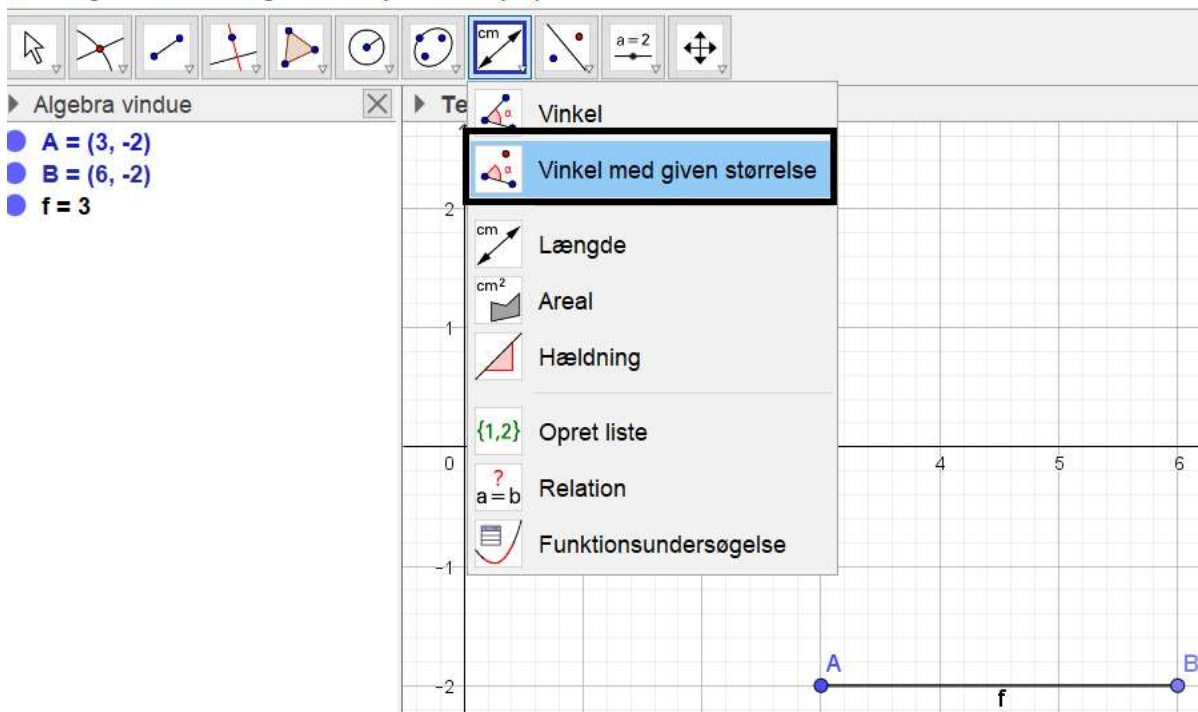 cm
a = 2
Algebra vindue
A = (3, -2)
B = (6, -2)
f = 3
Te
α Vinkel
α Vinkel med given størrelse
cm Længde
cm² Areal
Hældning
{1,2} Opret liste
? a = b Relation
Funktionsundersøgelse
2
1
0 4 5 6
-1
A B
-2 f